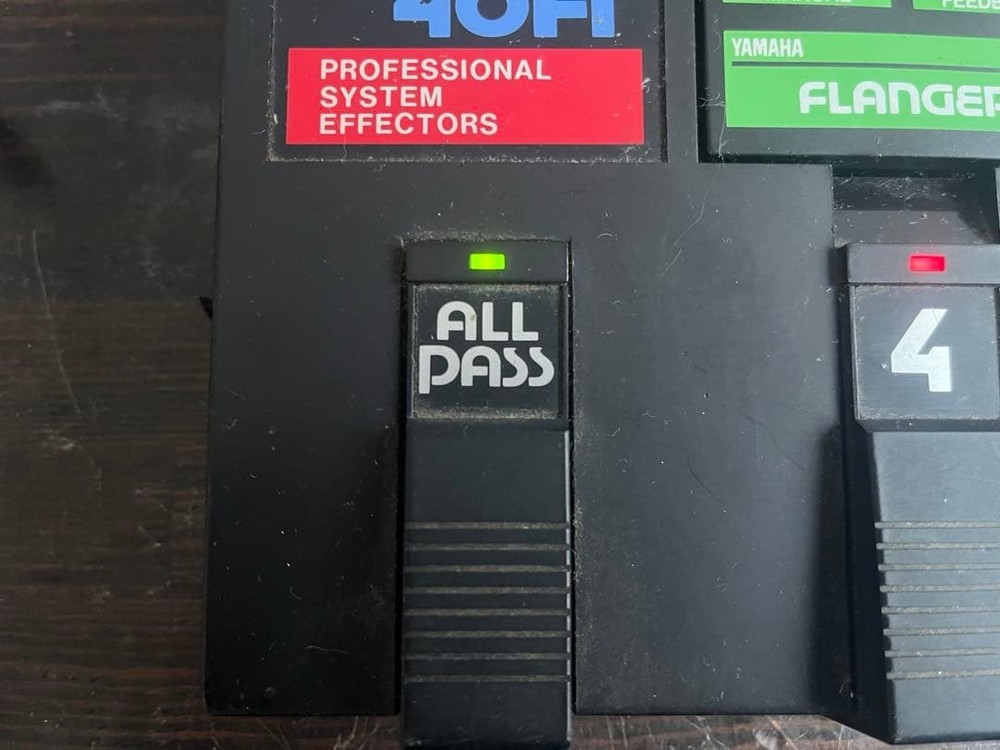 PROFESSIONAL
SYSTEM
EFFECTORS
YAMAHA
FLANGER
ALL
PASS
4